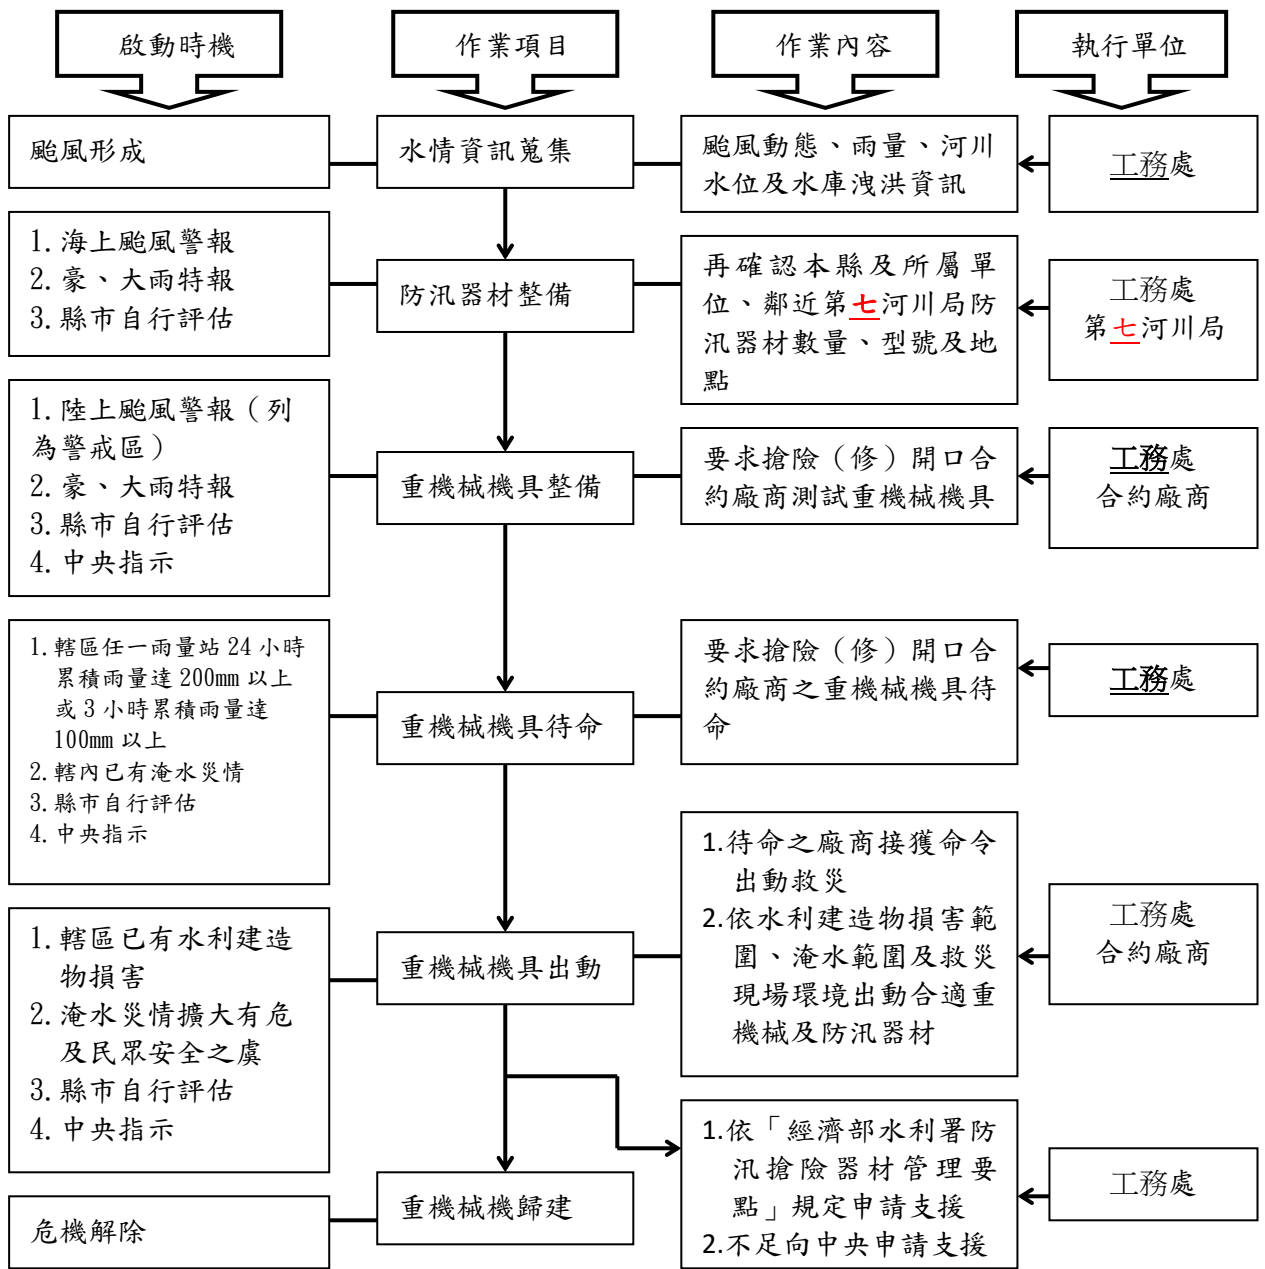 啟動時機
作業項目
作業內容
執行單位
颱風形成
水情資訊蒐集
颱風動態、雨量、河川
水位及水庫洩洪資訊
工務處
1. 海上颱風警報
2. 豪、大雨特報
3. 縣市自行評估
防汛器材整備
再確認本縣及所屬單
位、鄰近第七河川局防
汛器材數量、型號及地
點
工務處
第七河川局
1. 陸上颱風警報（列
為警戒區）
2. 豪、大雨特報
3. 縣市自行評估
4. 中央指示
重機械機具整備
要求搶險（修）開口合
約廠商測試重機械機具
工務處
合約廠商
1. 轄區任一雨量站 24 小時
累積雨量達 200mm 以上
或 3 小時累積雨量達
100mm 以上
2. 轄內已有淹水災情
3. 縣市自行評估
4. 中央指示
重機械機具待命
要求搶險（修）開口合
約廠商之重機械機具待
命
工務處
1. 轄區已有水利建造
物損害
2. 淹水災情擴大有危
及民眾安全之虞
3. 縣市自行評估
4. 中央指示
重機械機具出動
1.待命之廠商接獲命令
出動救災
2.依水利建造物損害範
圍、淹水範圍及救災
現場環境出動合適重
機械及防汛器材
工務處
合約廠商
1.依「經濟部水利署防
汛搶險器材管理要
點」規定申請支援
2.不足向中央申請支援
工務處
危機解除
重機械機歸建